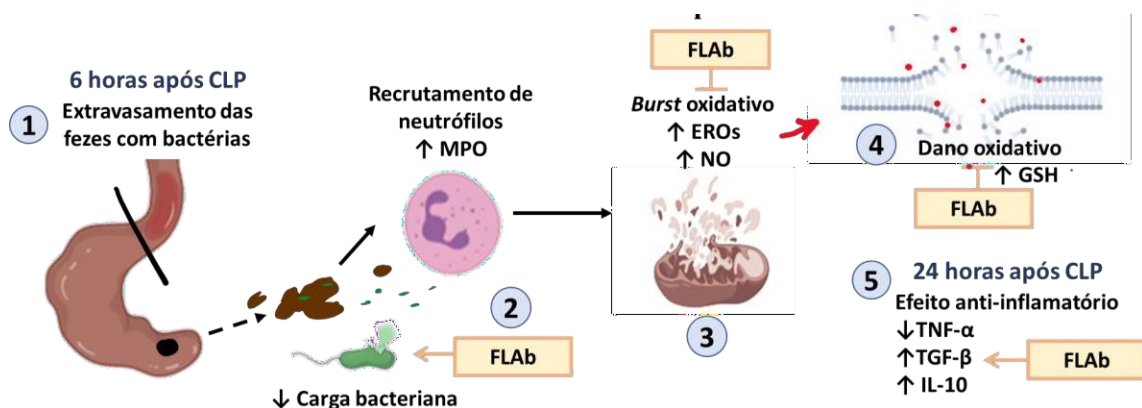 6 horas após CLP
1
Extravasamento das
fezes com bactérias
Recrutamento de
neutrófilos
↑ MPO
2
FLAb
↓ Carga bacteriana
FLAb
Burst oxidativo
↑ EROs
↑ NO
3
4
Dano oxidativo
↑ GSH
FLAb
5
24 horas após CLP
Efeito anti-inflamatório
↓TNF-α
↑TGF-β
↑ IL-10
FLAb